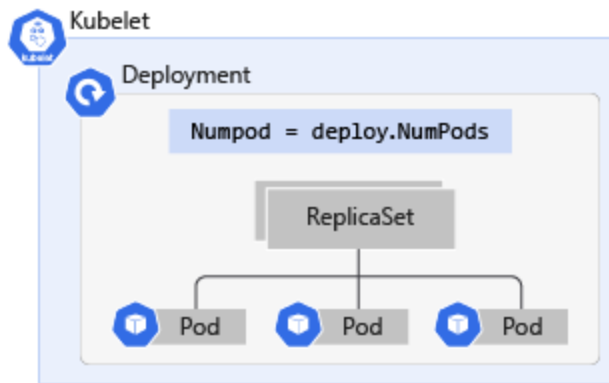 Kubelet
kubelet
Deployment
Numpod = deploy.NumPods
ReplicaSet
Pod Pod Pod